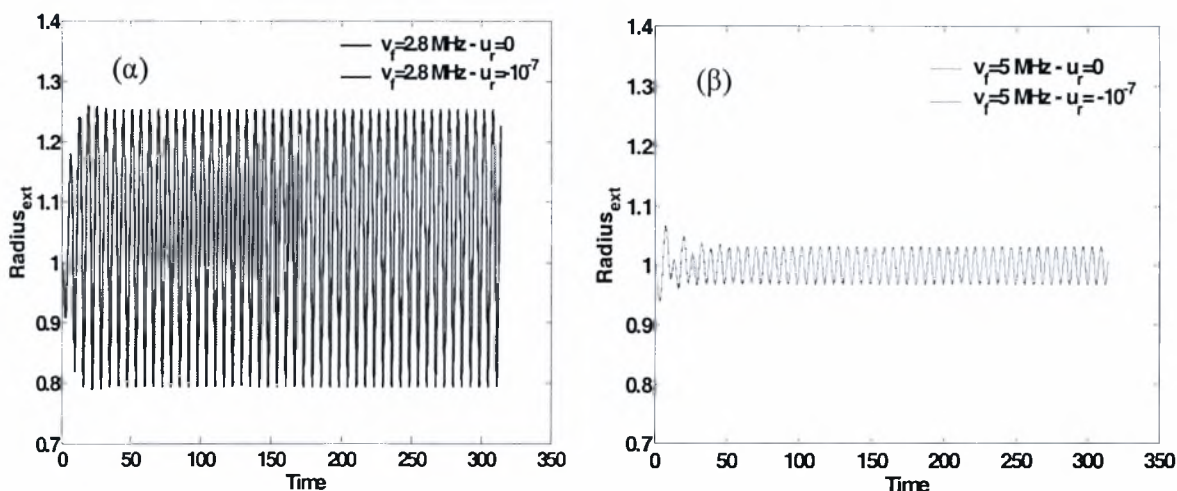 1.4
1.3
1.2
1.1
1
0.9
0.8
0.7
Radius_ext
0 50 100 150 200 250 300 350
Time
(α)
v_f=2.8 MHz - u_r=0
v_f=2.8 MHz - u_r=-10^-7
1.4
1.3
1.2
1.1
1
0.9
0.8
0.7
Radius_ext
0 50 100 150 200 250 300 350
Time
(β)
v_f=5 MHz - u_r=0
v_f=5 MHz - u_r= -10^-7